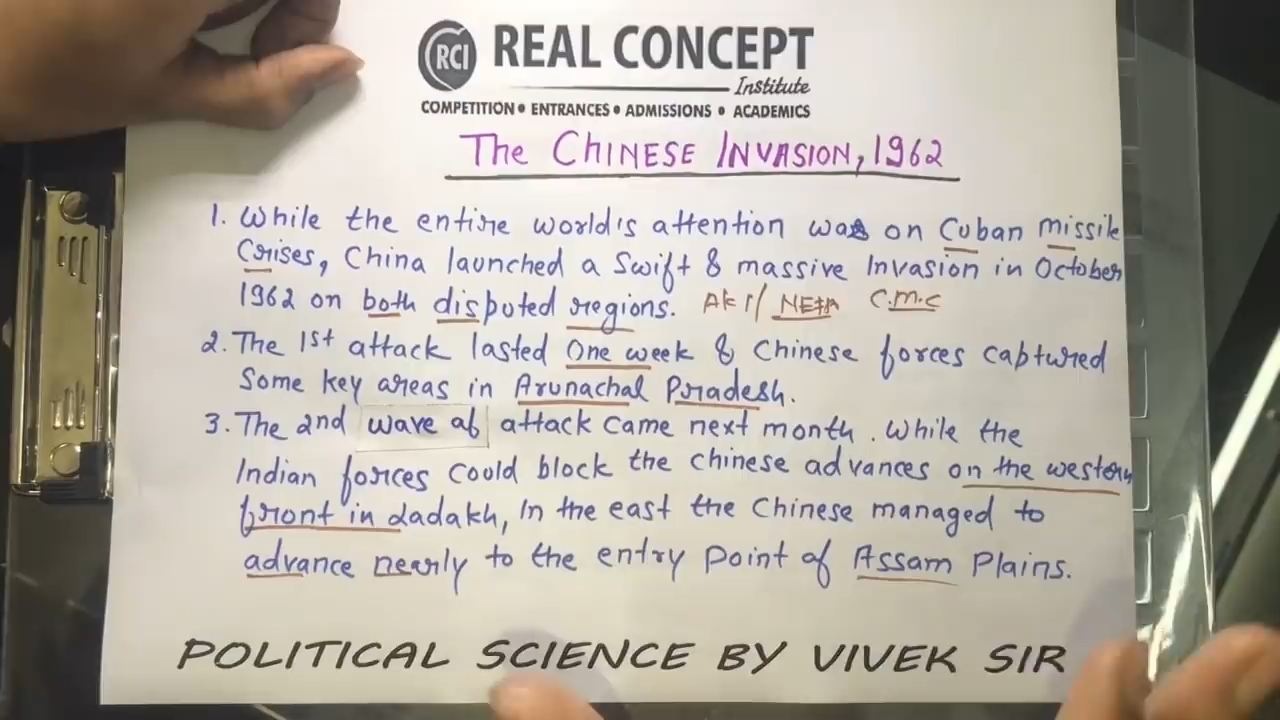 RCI REAL CONCEPT
Institute
COMPETITION • ENTRANCES • ADMISSIONS • ACADEMICS
The CHINESE INVASION, 1962
1. While the entire world's attention was on Cuban missile
Crises, China launched a Swift & massive Invasion in October
1962 on both disputed regions. AKI/ NEFA C.M.C
2. The 1st attack lasted One week & Chinese forces captured
Some key areas in Arunachal Pradesh.
3. The 2nd wave of attack came next month. While the
Indian forces could block the Chinese advances on the western
front in Ladakh, In the east the Chinese managed to
advance nearly to the entry Point of Assam Plains.
POLITICAL SCIENCE BY VIVEK SIR